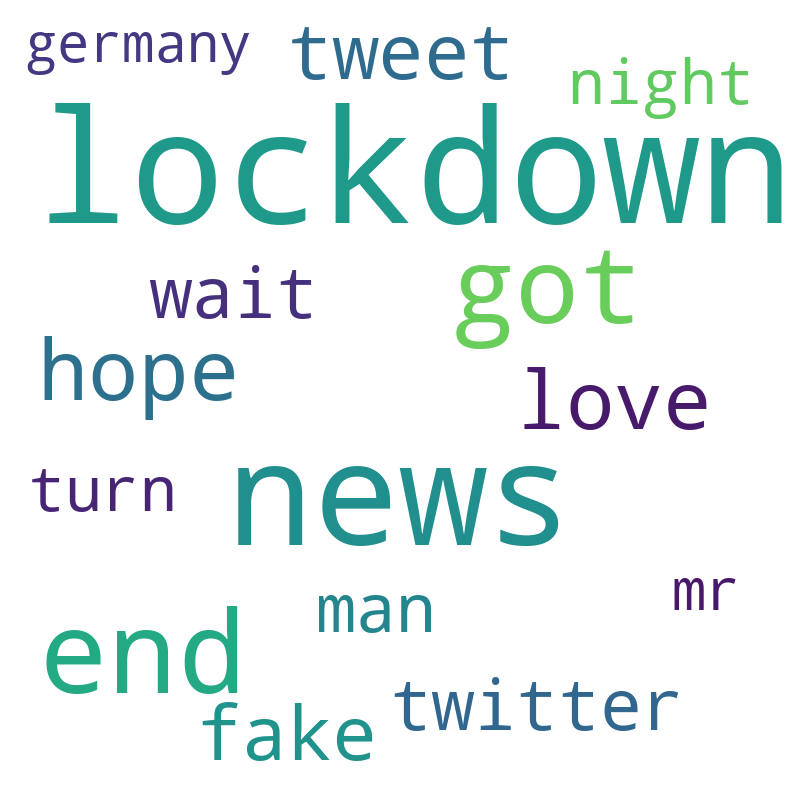 germany tweet night
lockdown
wait got
hope love
turn news
man mr
end twitter
fake